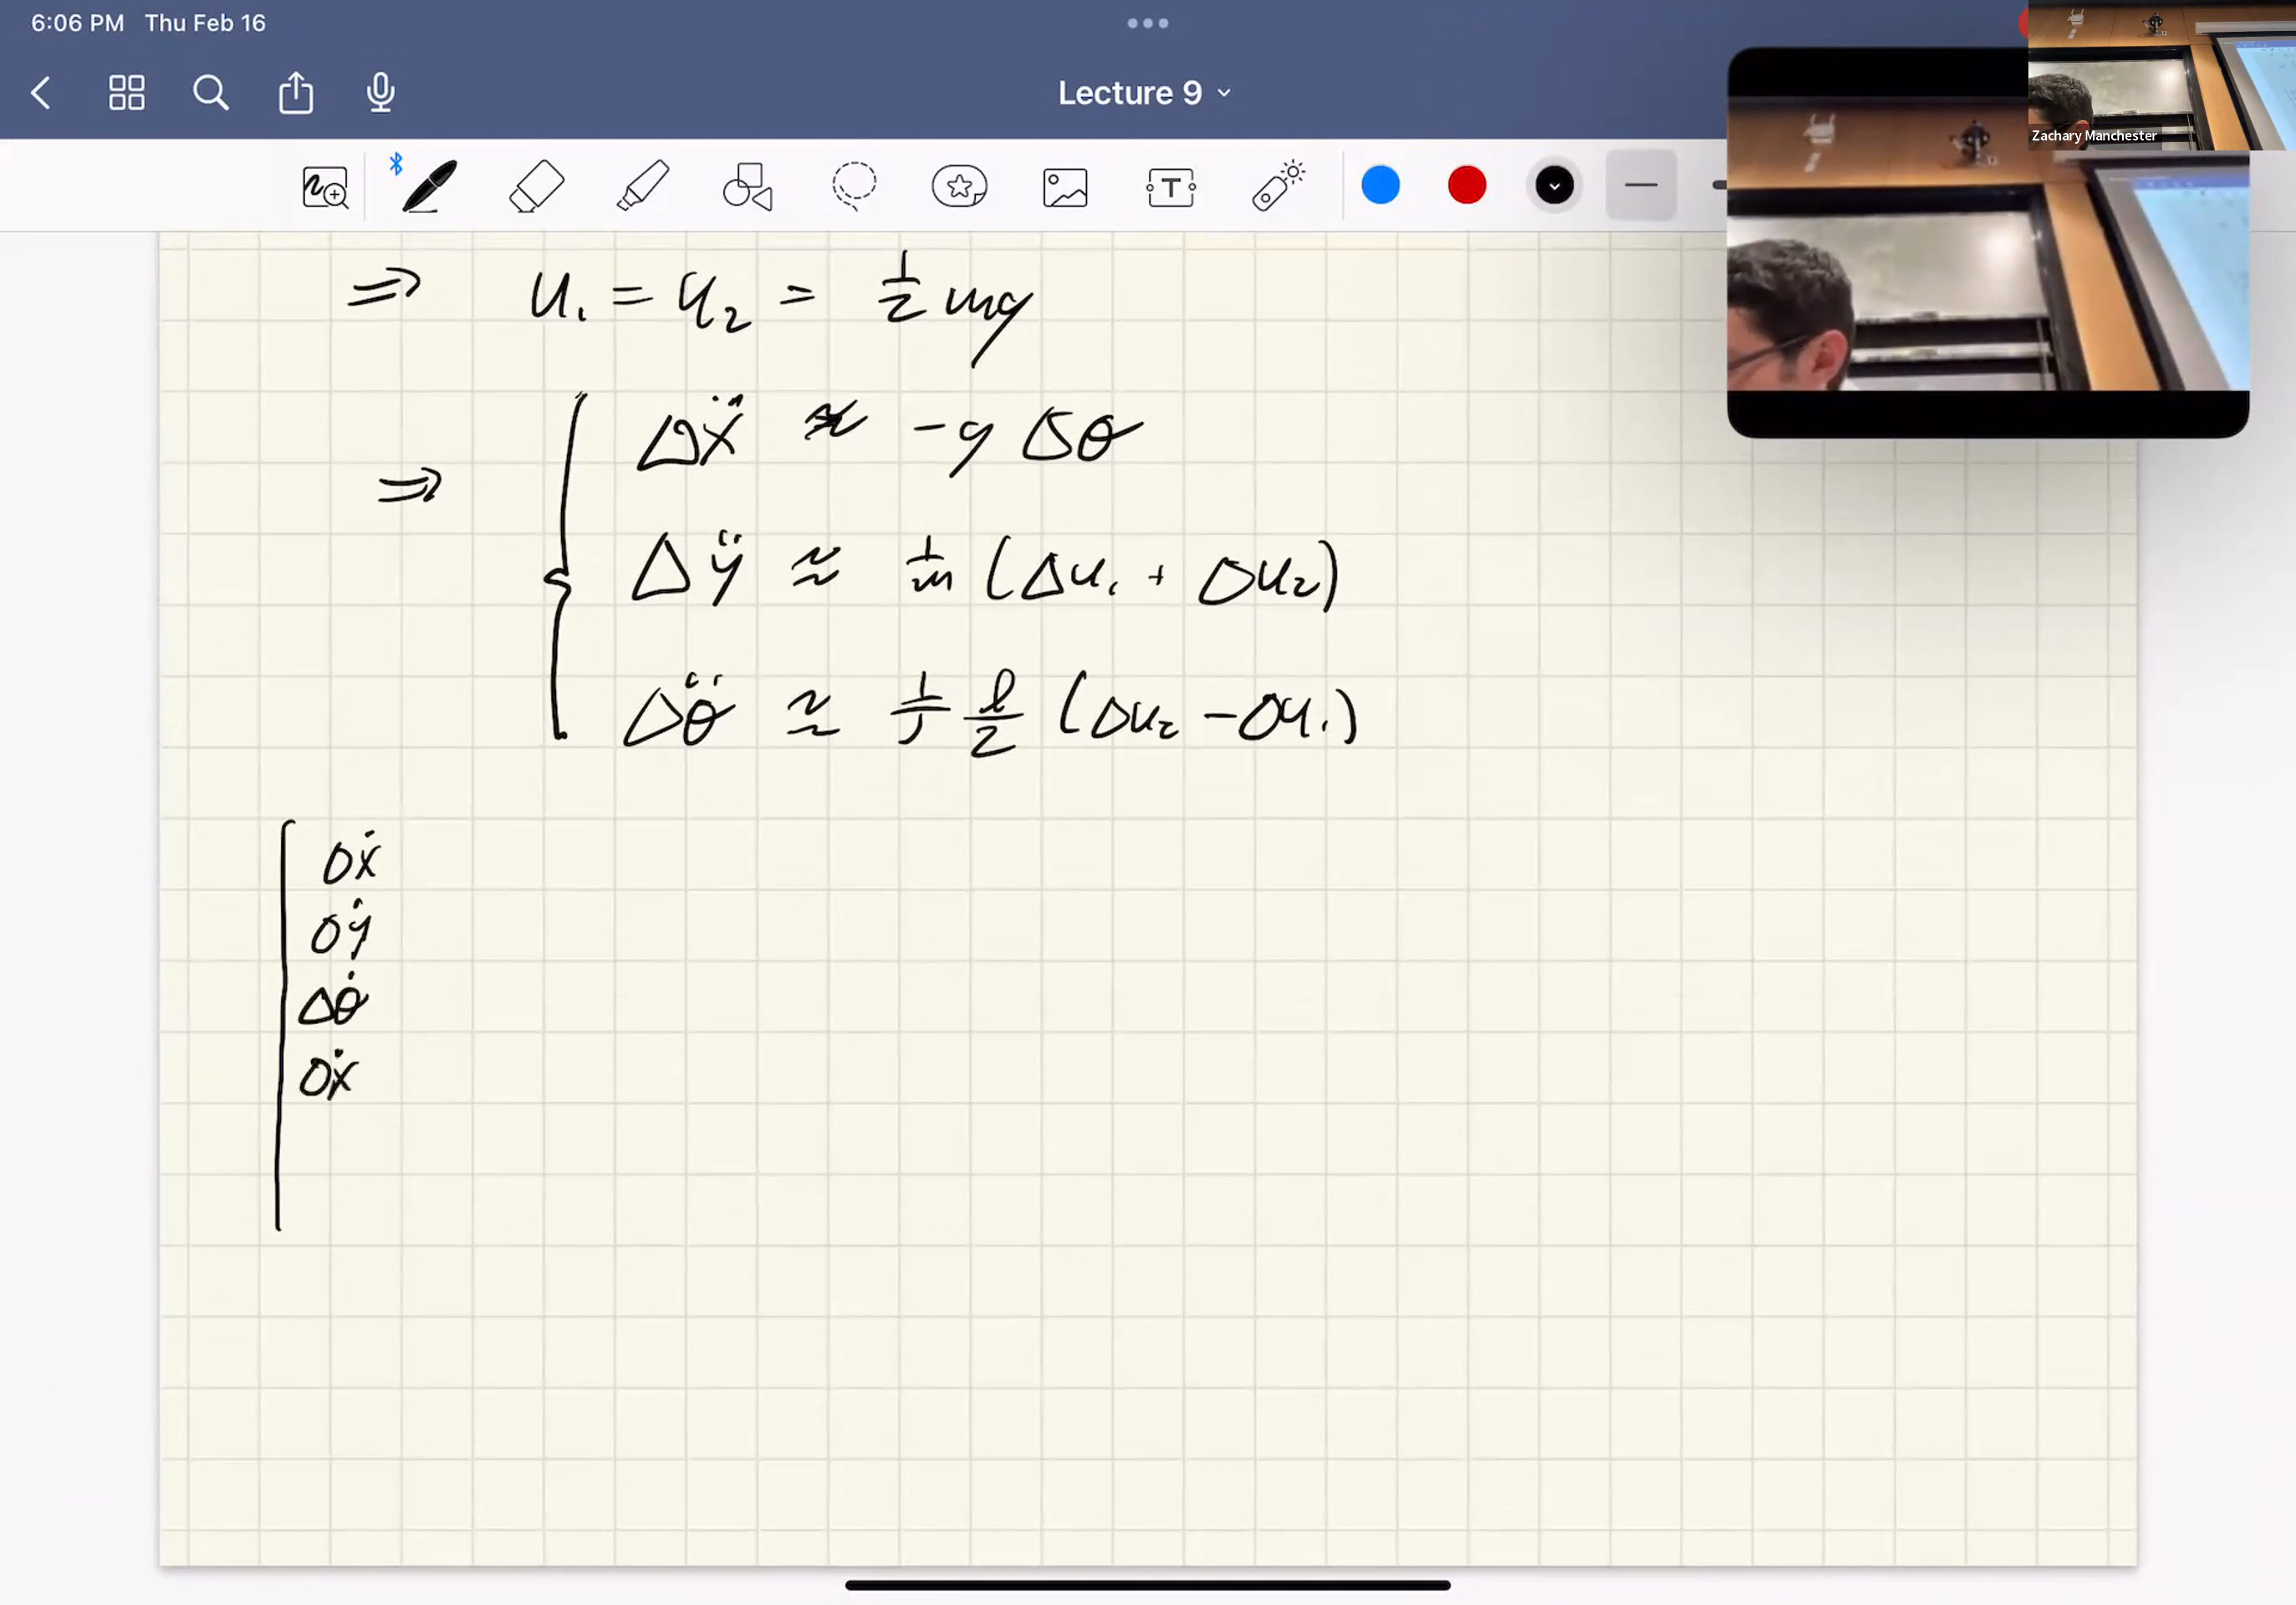 6:06 PM Thu Feb 16
Lecture 9
Zachary Manchester
⇒ u₁ = u₂ = ½ mg
⇒ { Δẍ ≈ -g Δθ
Δÿ ≈ 1/m (Δu₁ + Δu₂)
Δθ̈ ≈ 1/J l/2 (Δu₂ - Δu₁)
[ Δẋ
Δẏ
Δθ̇
Δẋ